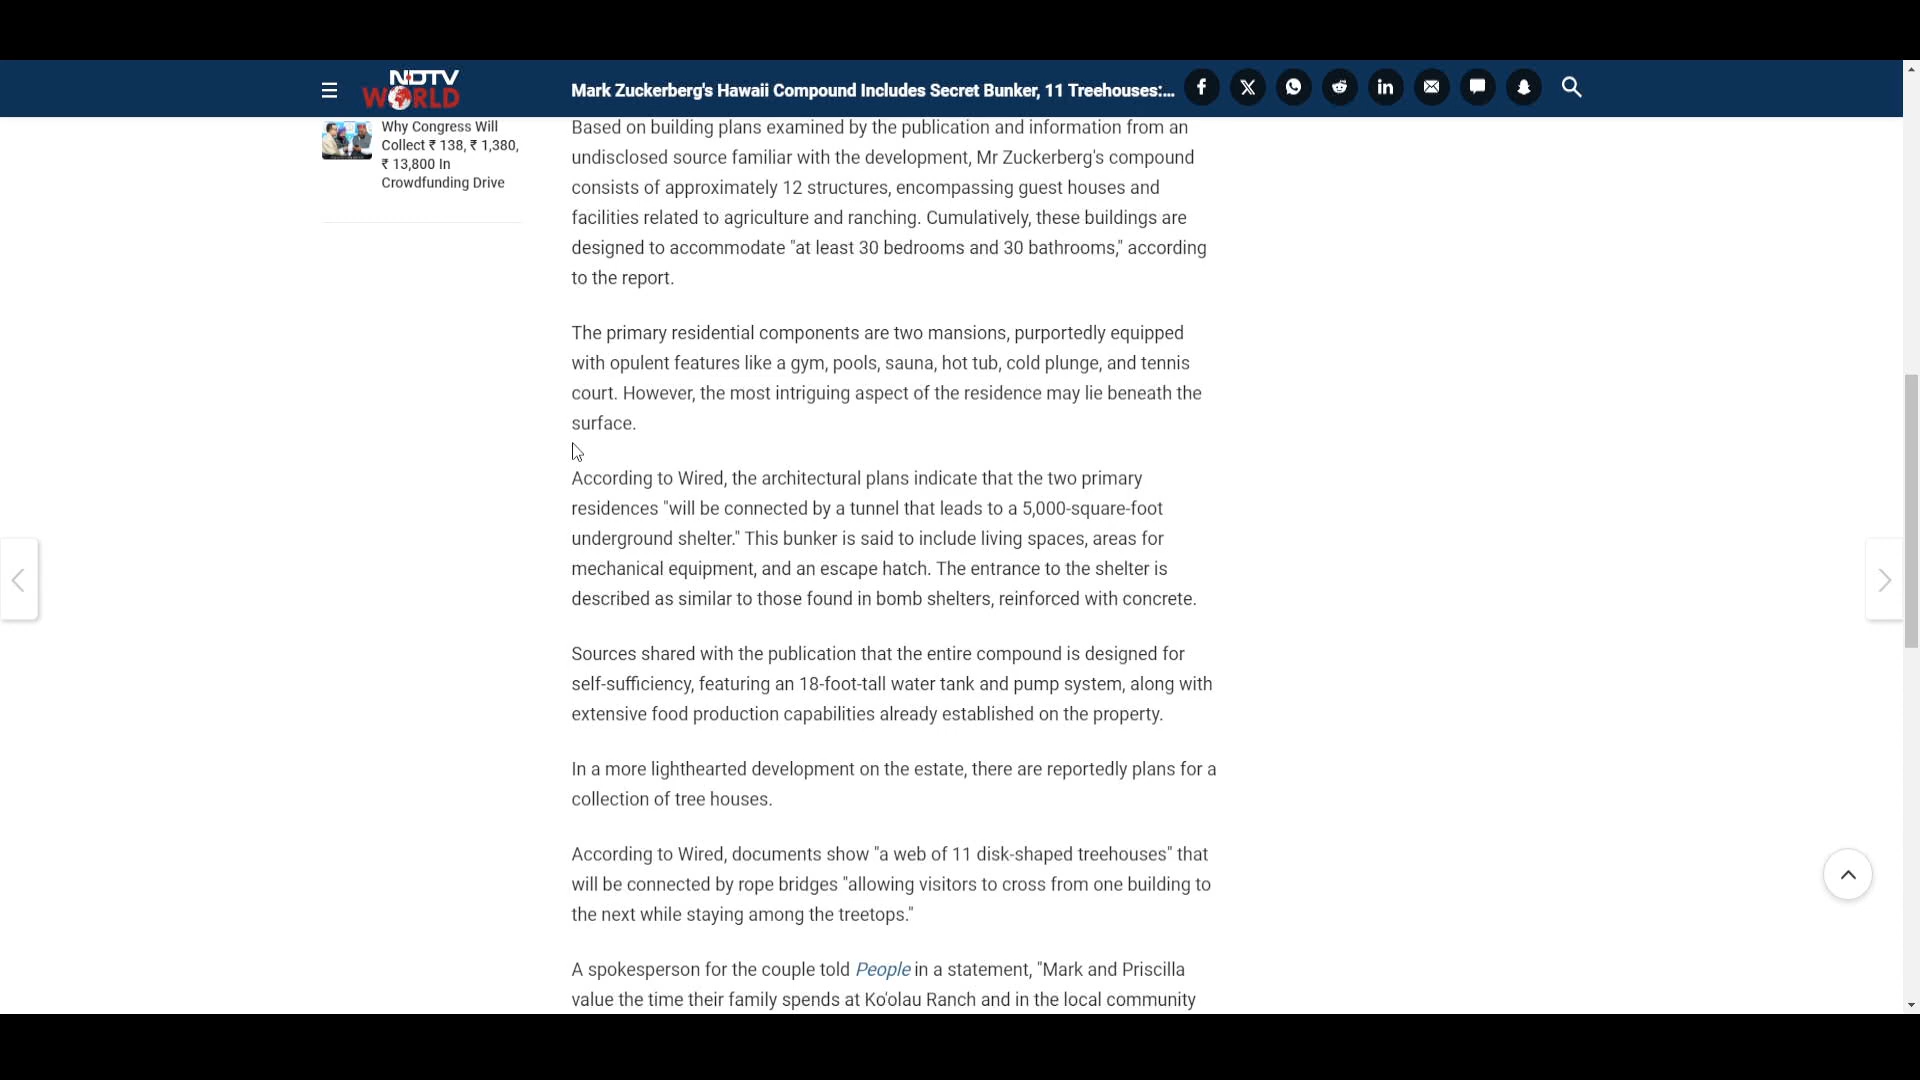 NDTV
WORLD
Mark Zuckerberg's Hawaii Compound Includes Secret Bunker, 11 Treehouses:...
Why Congress Will
Collect ₹ 138, ₹ 1,380,
₹ 13,800 In
Crowdfunding Drive
Based on building plans examined by the publication and information from an
undisclosed source familiar with the development, Mr Zuckerberg's compound
consists of approximately 12 structures, encompassing guest houses and
facilities related to agriculture and ranching. Cumulatively, these buildings are
designed to accommodate "at least 30 bedrooms and 30 bathrooms," according
to the report.
The primary residential components are two mansions, purportedly equipped
with opulent features like a gym, pools, sauna, hot tub, cold plunge, and tennis
court. However, the most intriguing aspect of the residence may lie beneath the
surface.
According to Wired, the architectural plans indicate that the two primary
residences "will be connected by a tunnel that leads to a 5,000-square-foot
underground shelter." This bunker is said to include living spaces, areas for
mechanical equipment, and an escape hatch. The entrance to the shelter is
described as similar to those found in bomb shelters, reinforced with concrete.
Sources shared with the publication that the entire compound is designed for
self-sufficiency, featuring an 18-foot-tall water tank and pump system, along with
extensive food production capabilities already established on the property.
In a more lighthearted development on the estate, there are reportedly plans for a
collection of tree houses.
According to Wired, documents show "a web of 11 disk-shaped treehouses" that
will be connected by rope bridges "allowing visitors to cross from one building to
the next while staying among the treetops."
A spokesperson for the couple told People in a statement, "Mark and Priscilla
value the time their family spends at Ko'olau Ranch and in the local community